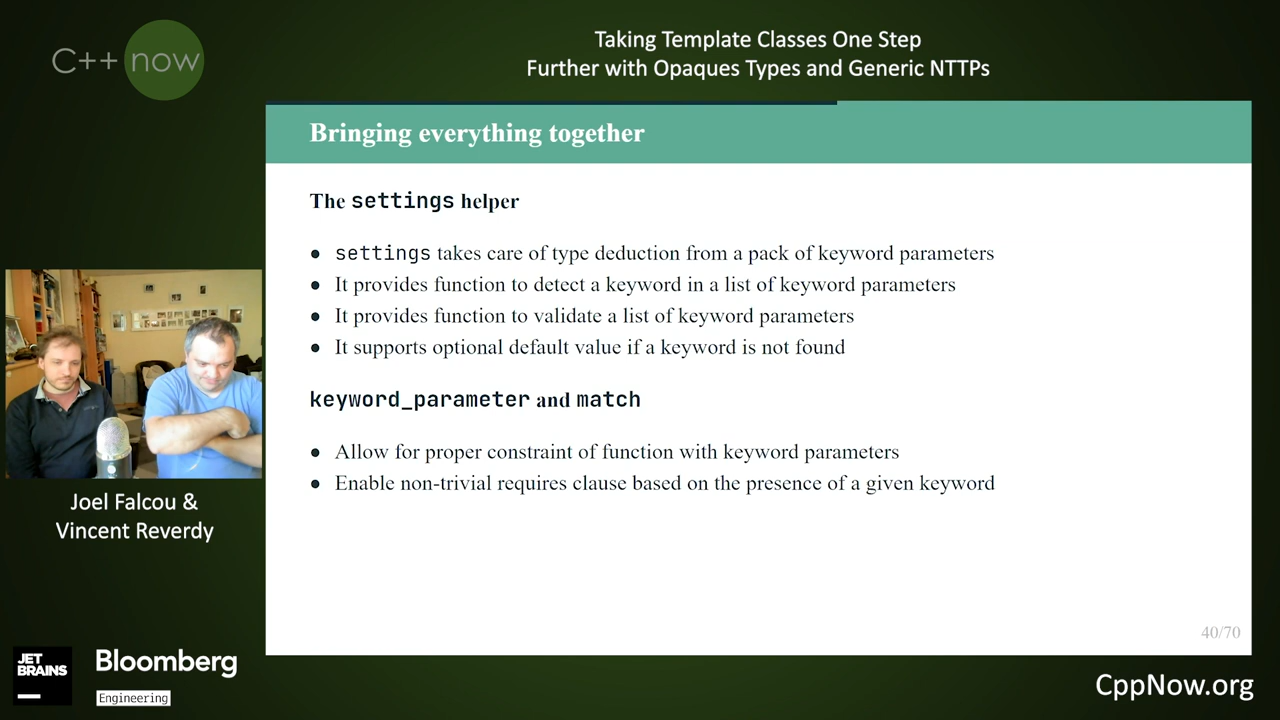 C++ now
Taking Template Classes One Step
Further with Opaques Types and Generic NTTPs
Bringing everything together
The settings helper
settings takes care of type deduction from a pack of keyword parameters
It provides function to detect a keyword in a list of keyword parameters
It provides function to validate a list of keyword parameters
It supports optional default value if a keyword is not found
keyword_parameter and match
Allow for proper constraint of function with keyword parameters
Enable non-trivial requires clause based on the presence of a given keyword
40/70
Joel Falcou &
Vincent Reverdy
JET
BRAINS
Bloomberg
Engineering
CppNow.org